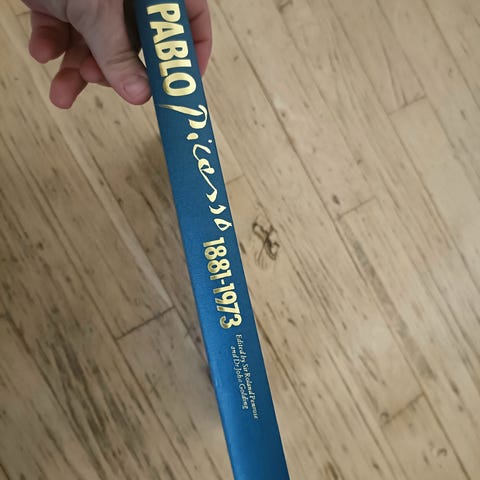 PABLO Picasso 1881-1973
Edited by Sir Roland Penrose
and Dr John Golding